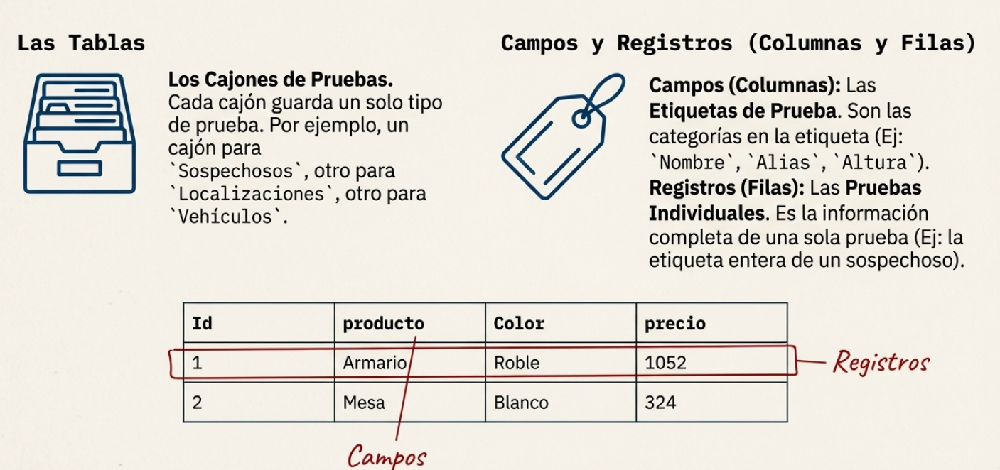 Las Tablas
Los Cajones de Pruebas.
Cada cajón guarda un solo tipo
de prueba. Por ejemplo, un
cajón para
`Sospechosos`, otro para
`Localizaciones`, otro para
`Vehículos`.
Campos y Registros (Columnas y Filas)
Campos (Columnas): Las
Etiquetas de Prueba. Son las
categorías en la etiqueta (Ej:
`Nombre`, `Alias`, `Altura`).
Registros (Filas): Las Pruebas
Individuales. Es la información
completa de una sola prueba (Ej: la
etiqueta entera de un sospechoso).
Id producto Color precio
1 Armario Roble 1052
Registros
2 Mesa Blanco 324
Campos